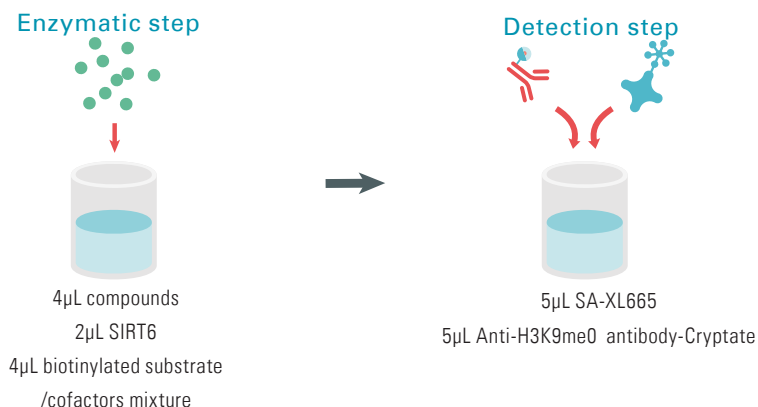 Enzymatic step
Detection step
4µL compounds
2µL SIRT6
4µL biotinylated substrate
/cofactors mixture
5µL SA-XL665
5µL Anti-H3K9me0 antibody-Cryptate